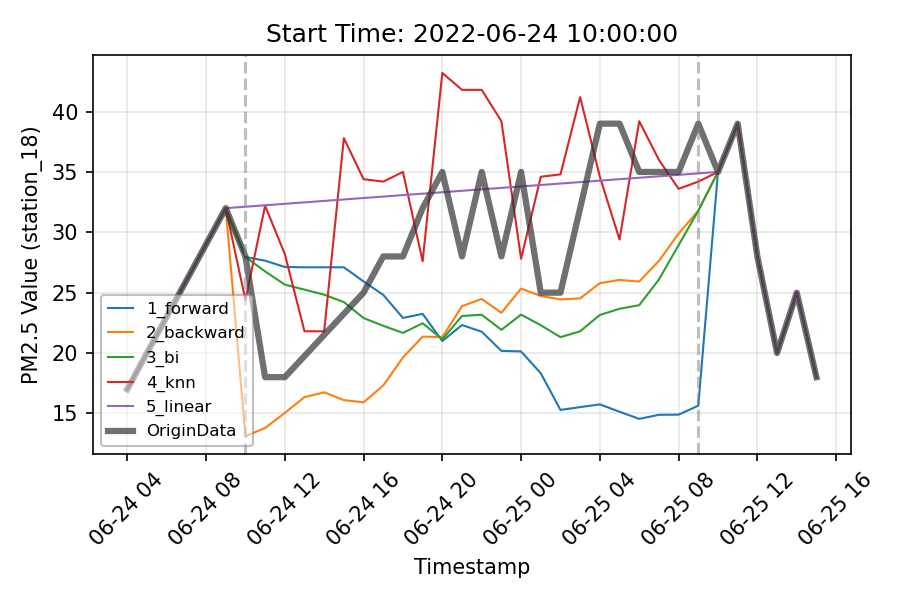 Start Time: 2022-06-24 10:00:00
PM2.5 Value (station_18)
40
35
30
25
20
15
1_forward
2_backward
3_bi
4_knn
5_linear
OriginData
06-24 04
06-24 08
06-24 12
06-24 16
06-24 20
06-25 00
06-25 04
06-25 08
06-25 12
06-25 16
Timestamp